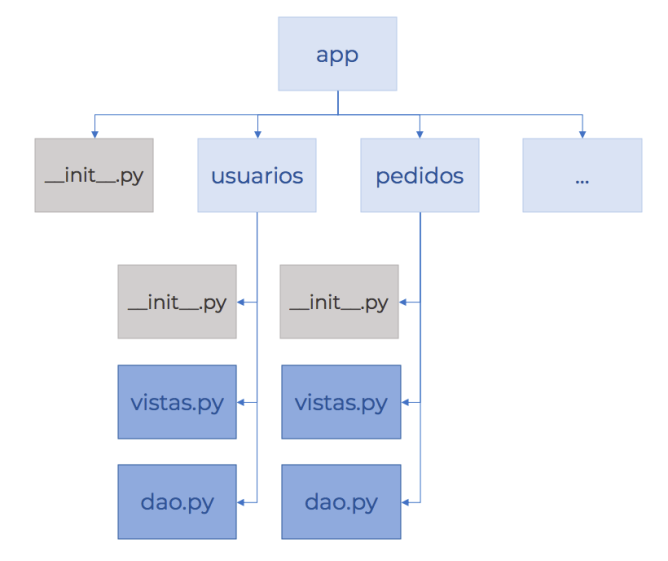 app
__init__.py
usuarios
pedidos
...
__init__.py
__init__.py
vistas.py
vistas.py
dao.py
dao.py